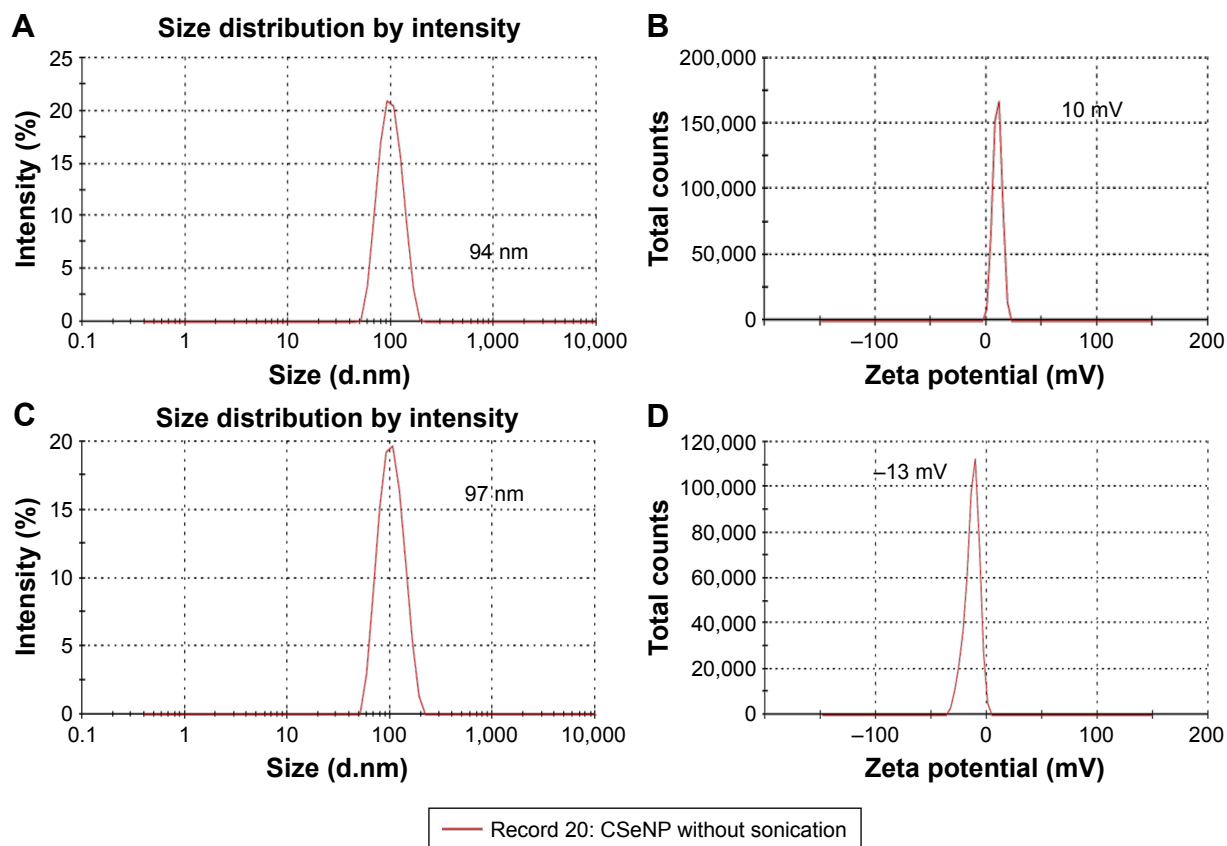 A
Size distribution by intensity
Intensity (%)
25
20
15
10
5
0
94 nm
0.1 1 10 100 1,000 10,000
Size (d.nm)
B
Total counts
200,000
150,000
100,000
50,000
0
10 mV
–100 0 100 200
Zeta potential (mV)
C
Size distribution by intensity
Intensity (%)
20
15
10
5
0
97 nm
0.1 1 10 100 1,000 10,000
Size (d.nm)
D
Total counts
120,000
100,000
80,000
60,000
40,000
20,000
0
–13 mV
–100 0 100 200
Zeta potential (mV)
Record 20: CSeNP without sonication